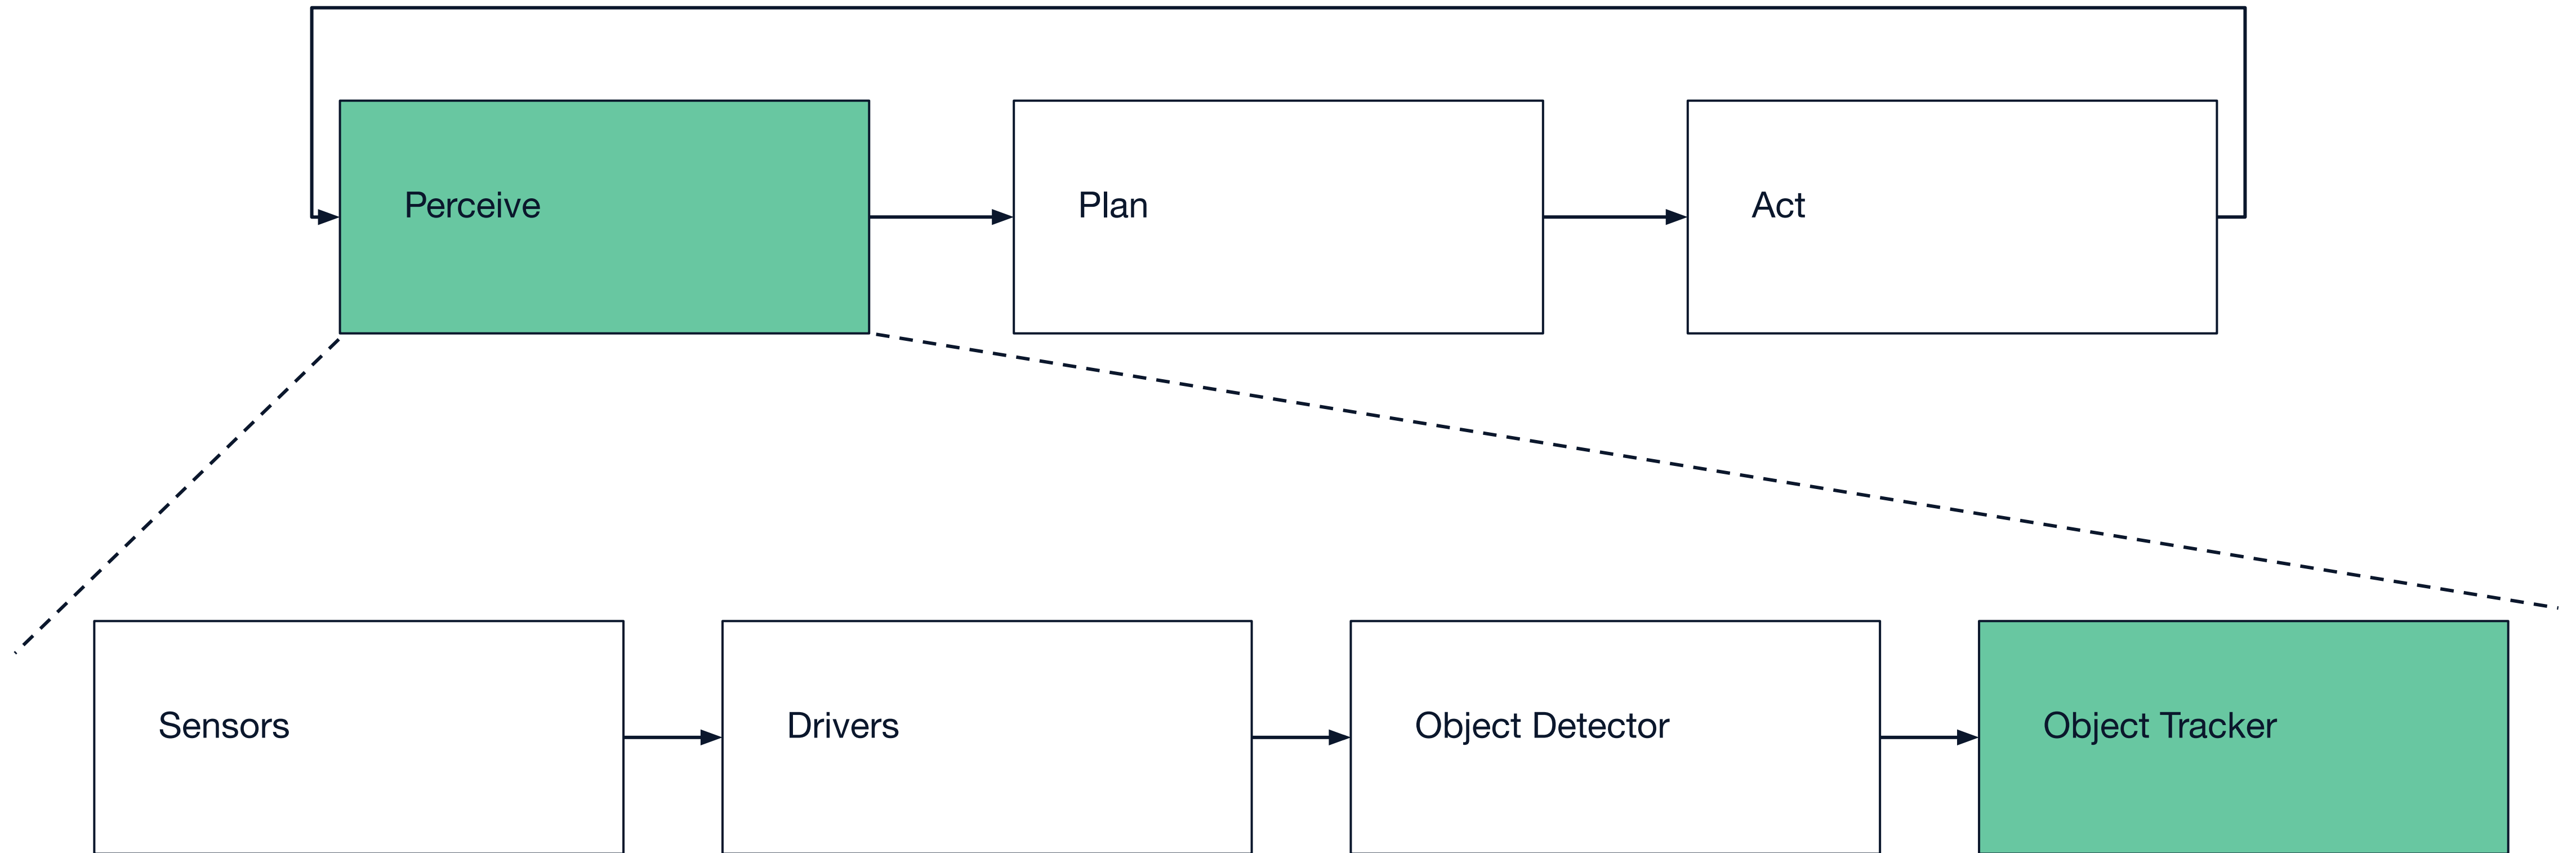 Perceive
Plan
Act
Sensors
Drivers
Object Detector
Object Tracker